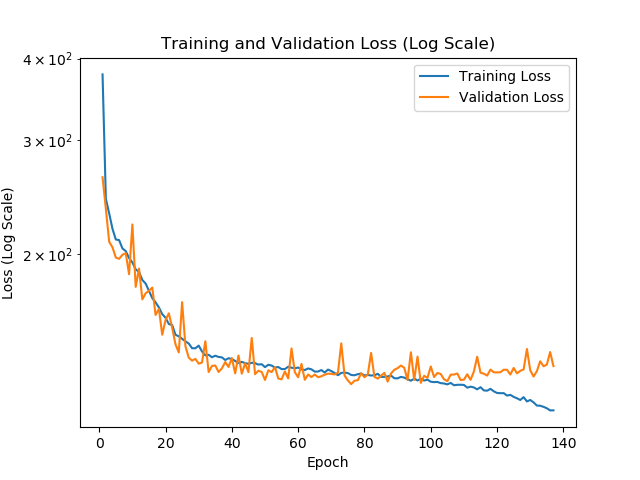 Training and Validation Loss (Log Scale)
Training Loss
Validation Loss
4 × 10²
3 × 10²
2 × 10²
Loss (Log Scale)
0 20 40 60 80 100 120 140
Epoch